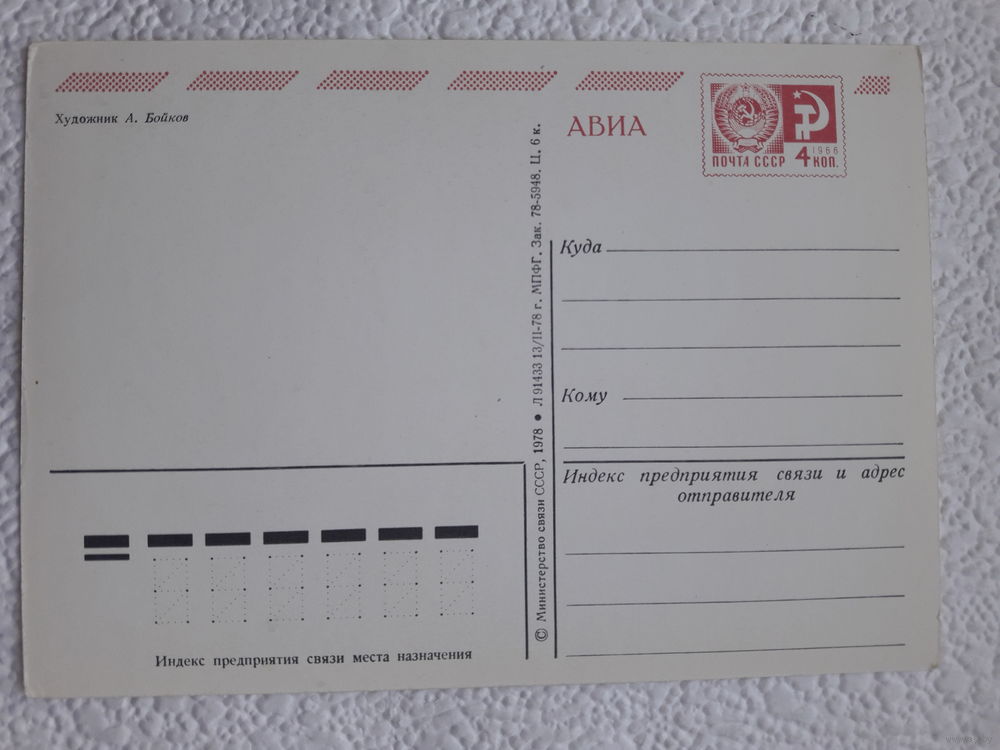 Художник А. Бойков
АВИА
ПОЧТА СССР
1966
4 КОП.
Куда
Кому
Индекс предприятия связи и адрес
отправителя
© Министерство связи СССР, 1978 • Л 91433 13/II-78 г. МПФГ. Зак. 78-5948. Ц. 6 к.
Индекс предприятия связи места назначения